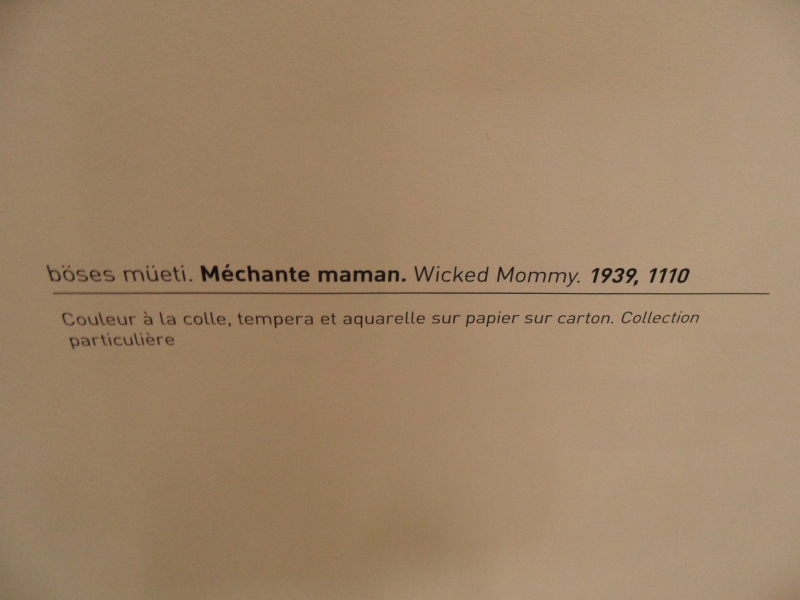 böses müeti. Méchante maman. Wicked Mommy. 1939, 1110
Couleur à la colle, tempera et aquarelle sur papier sur carton. Collection
particulière